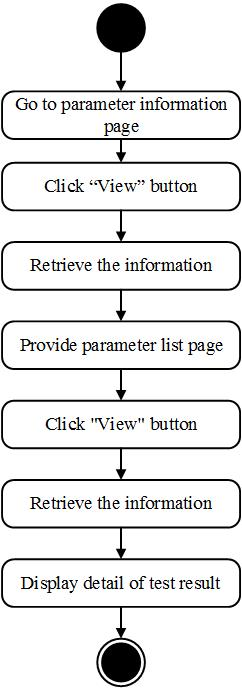 Go to parameter information
page
Click “View” button
Retrieve the information
Provide parameter list page
Click "View" button
Retrieve the information
Display detail of test result